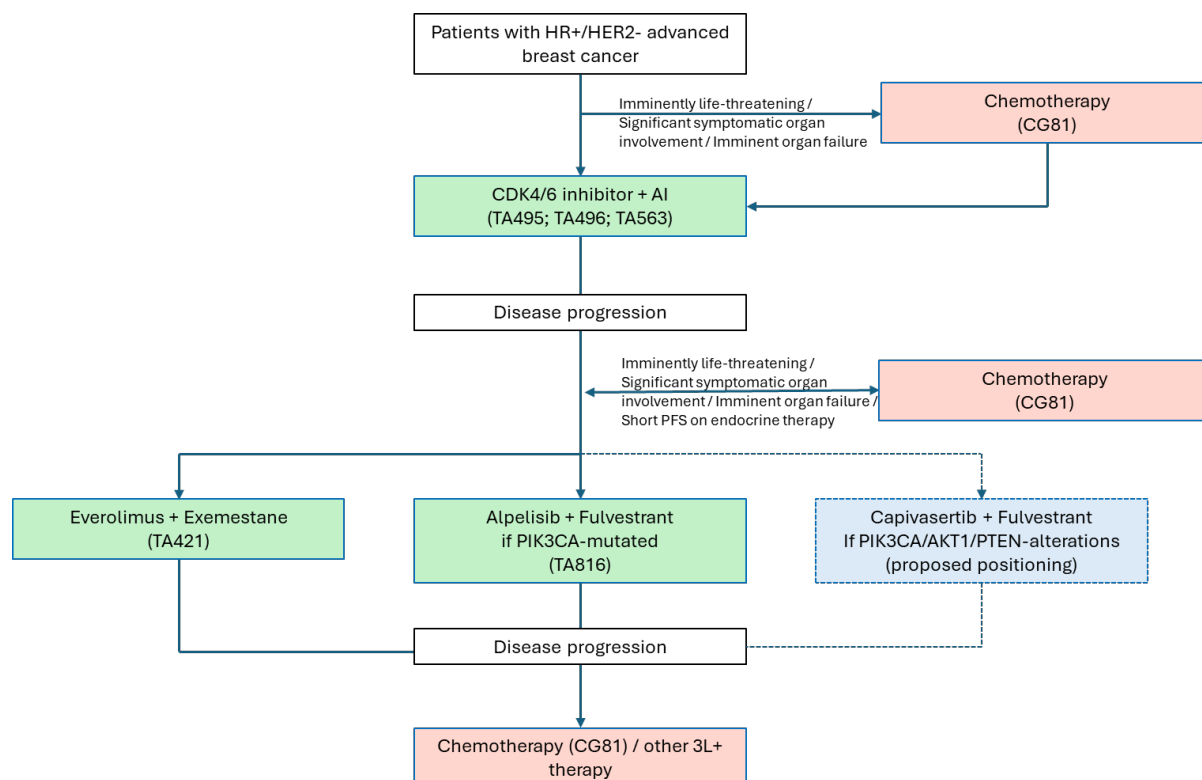 Patients with HR+/HER2- advanced
breast cancer
Imminently life-threatening /
Significant symptomatic organ
involvement / Imminent organ failure
Chemotherapy
(CG81)
CDK4/6 inhibitor + AI
(TA495; TA496; TA563)
Disease progression
Imminently life-threatening /
Significant symptomatic organ
involvement / Imminent organ failure /
Short PFS on endocrine therapy
Chemotherapy
(CG81)
Everolimus + Exemestane
(TA421)
Alpelisib + Fulvestrant
if PIK3CA-mutated
(TA816)
Capivasertib + Fulvestrant
If PIK3CA/AKT1/PTEN-alterations
(proposed positioning)
Disease progression
Chemotherapy (CG81) / other 3L+
therapy